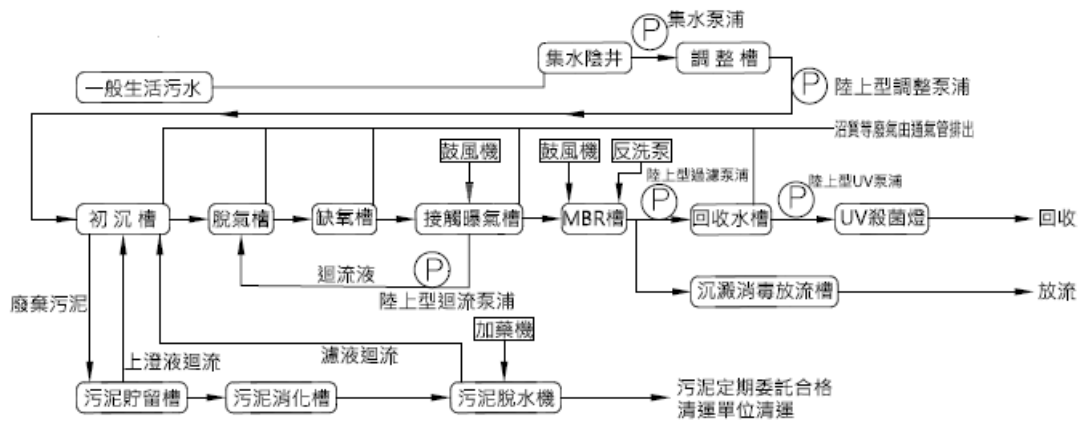 集水泵浦
P
集水陰井
調整槽
一般生活污水
P
陸上型調整泵浦
沼質等廢氣由通氣管排出
鼓風機
鼓風機
反洗泵
陸上型過濾泵浦
陸上型UV泵浦
P
P
初沉槽
脫氣槽
缺氧槽
接觸曝氣槽
MBR槽
回收水槽
UV殺菌燈
回收
迴流液
P
陸上型迴流泵浦
廢棄污泥
沉澱消毒放流槽
放流
加藥機
上澄液迴流
濾液迴流
污泥貯留槽
污泥消化槽
污泥脫水機
污泥定期委託合格
清運單位清運